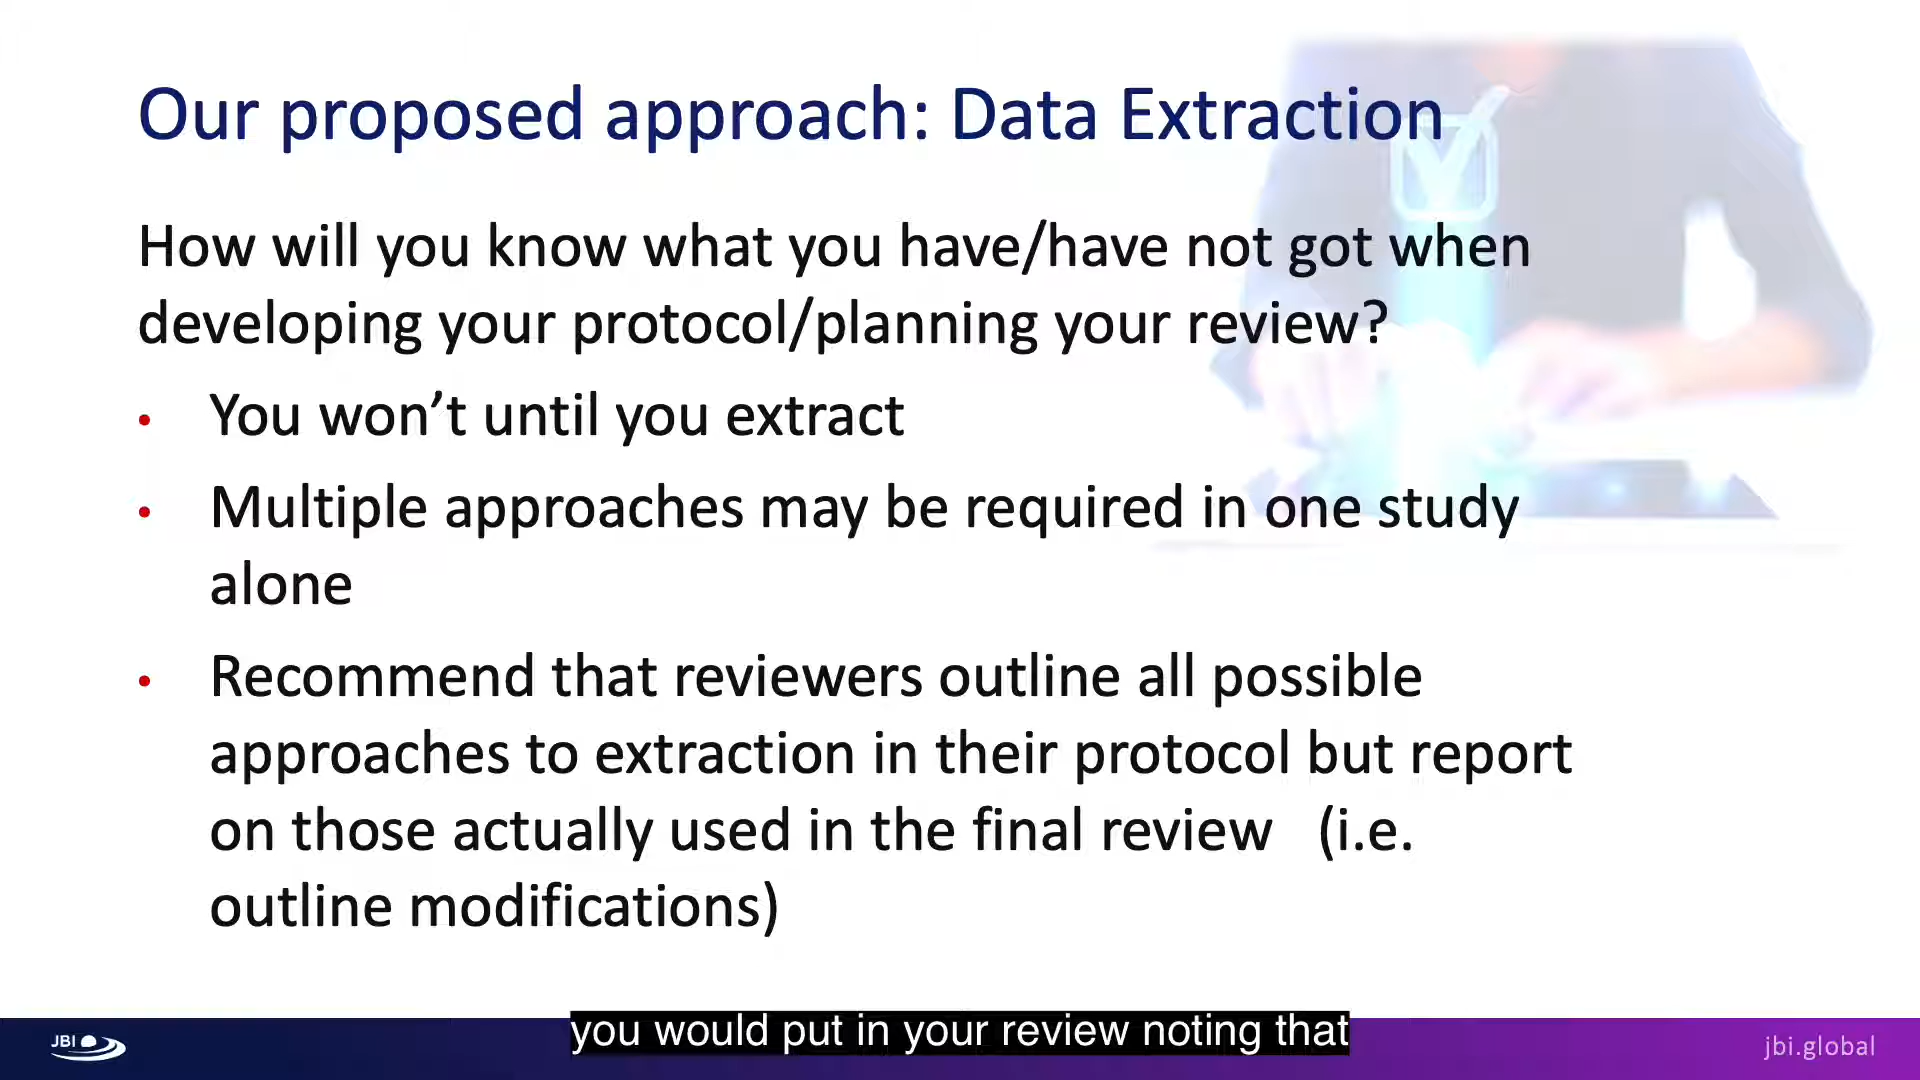 Our proposed approach: Data Extraction
How will you know what you have/have not got when
developing your protocol/planning your review?
• You won’t until you extract
• Multiple approaches may be required in one study
alone
• Recommend that reviewers outline all possible
approaches to extraction in their protocol but report
on those actually used in the final review (i.e.
outline modifications)
you would put in your review noting that
JBI
jbi.global